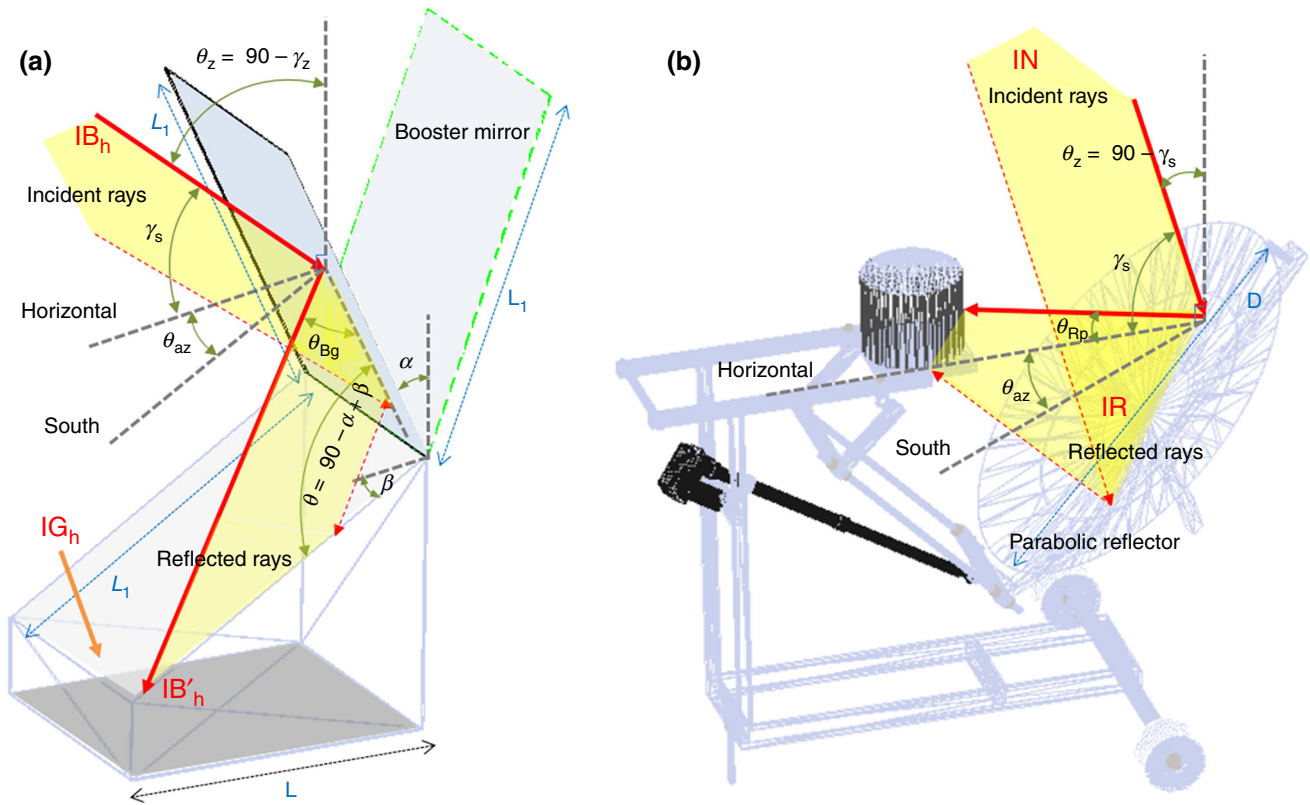 (a)
θz = 90 – γz
Booster mirror
L1
IBh
Incident rays
γs
Horizontal
θaz
South
θBg
α
θ = 90 – α + β
β
L1
IGh
Reflected rays
L1
IB′h
L
(b)
IN
Incident rays
θz = 90 – γs
γs
D
θRp
Horizontal
θaz
IR
South
Reflected rays
Parabolic reflector